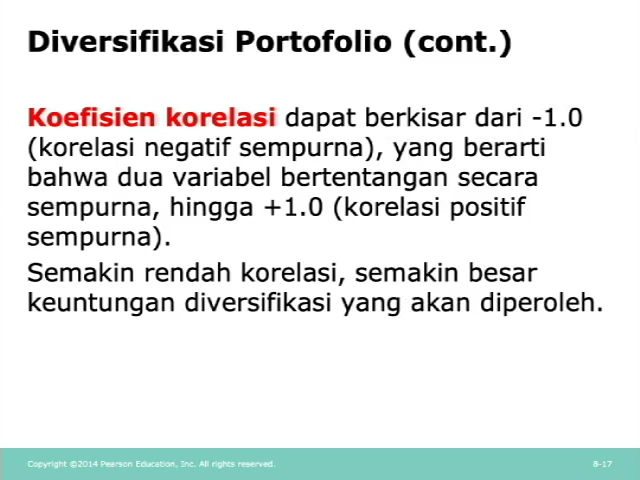 Diversifikasi Portofolio (cont.)
Koefisien korelasi dapat berkisar dari -1.0
(korelasi negatif sempurna), yang berarti
bahwa dua variabel bertentangan secara
sempurna, hingga +1.0 (korelasi positif
sempurna).
Semakin rendah korelasi, semakin besar
keuntungan diversifikasi yang akan diperoleh.
Copyright ©2014 Pearson Education, Inc. All rights reserved.
8-17